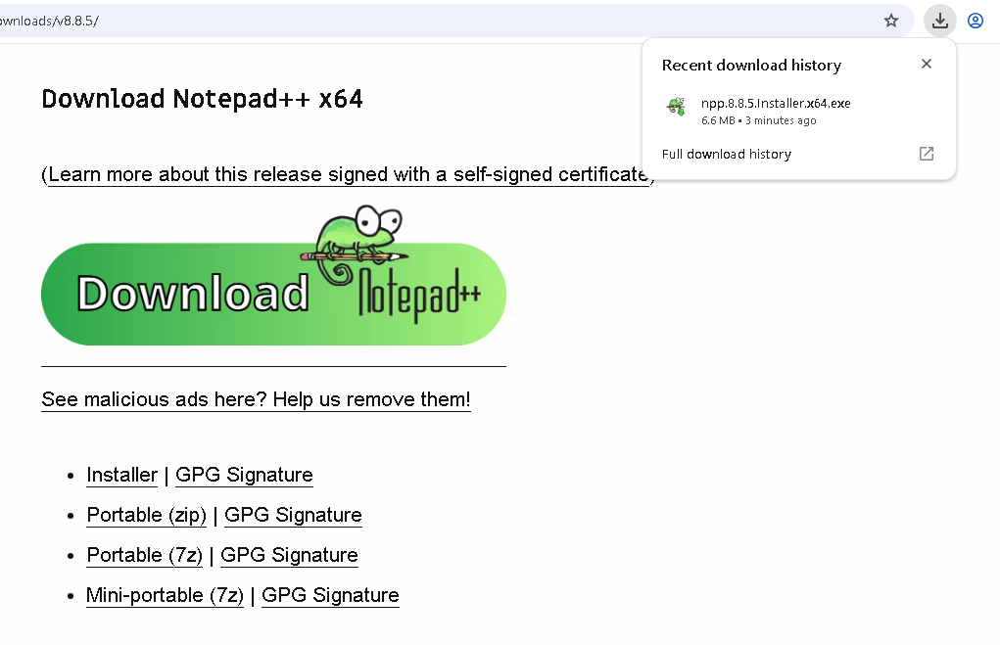 ownloads/v8.8.5/
Recent download history
npp.8.8.5.Installer.x64.exe
6.6 MB • 3 minutes ago
Full download history
Download Notepad++ x64
(Learn more about this release signed with a self-signed certificate)
Download Notepad++
See malicious ads here? Help us remove them!
• Installer | GPG Signature
• Portable (zip) | GPG Signature
• Portable (7z) | GPG Signature
• Mini-portable (7z) | GPG Signature